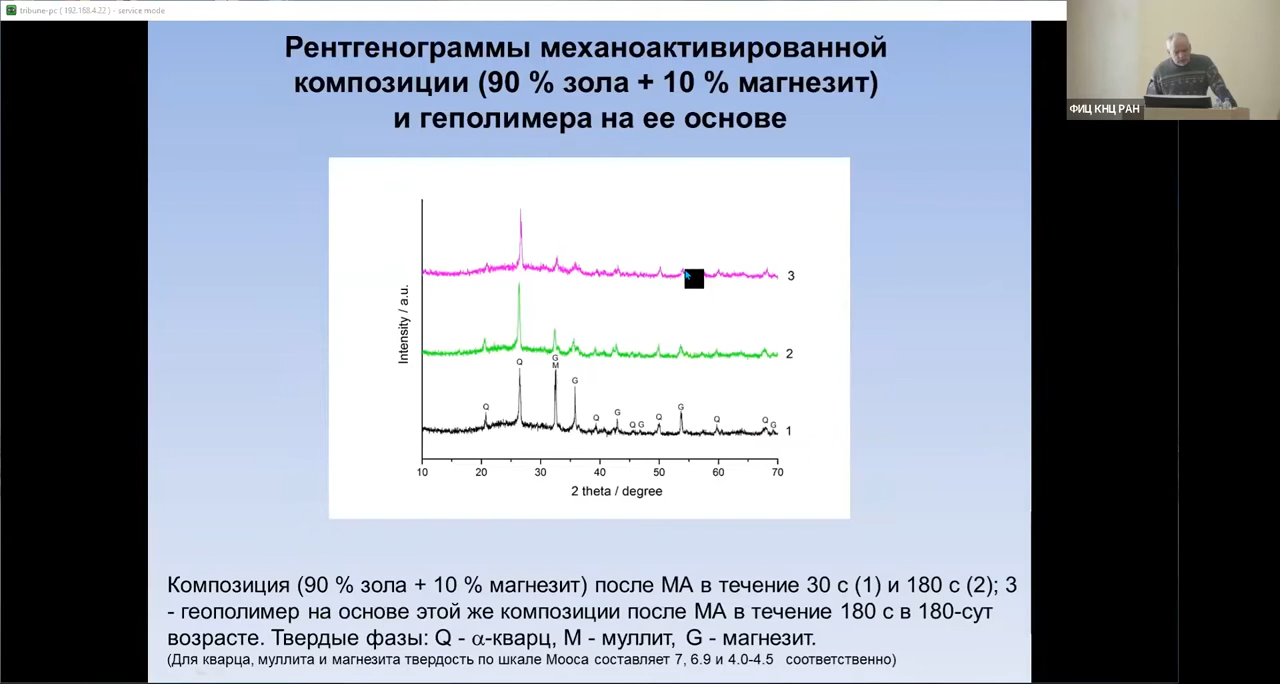 tribune-pc ( 192.168.4.22 ) - service mode
Рентгенограммы механоактивированной
композиции (90 % зола + 10 % магнезит)
и геполимера на ее основе
ФИЦ КНЦ РАН
Intensity / a.u.
3
2
G
Q M
G
Q G Q G Q G Q Q G Q G
1
10 20 30 40 50 60 70
2 theta / degree
Композиция (90 % зола + 10 % магнезит) после МА в течение 30 с (1) и 180 с (2); 3
- геополимер на основе этой же композиции после МА в течение 180 с в 180-сут
возрасте. Твердые фазы: Q - α-кварц, M - муллит, G - магнезит.
(Для кварца, муллита и магнезита твердость по шкале Мооса составляет 7, 6.9 и 4.0-4.5 соответственно)